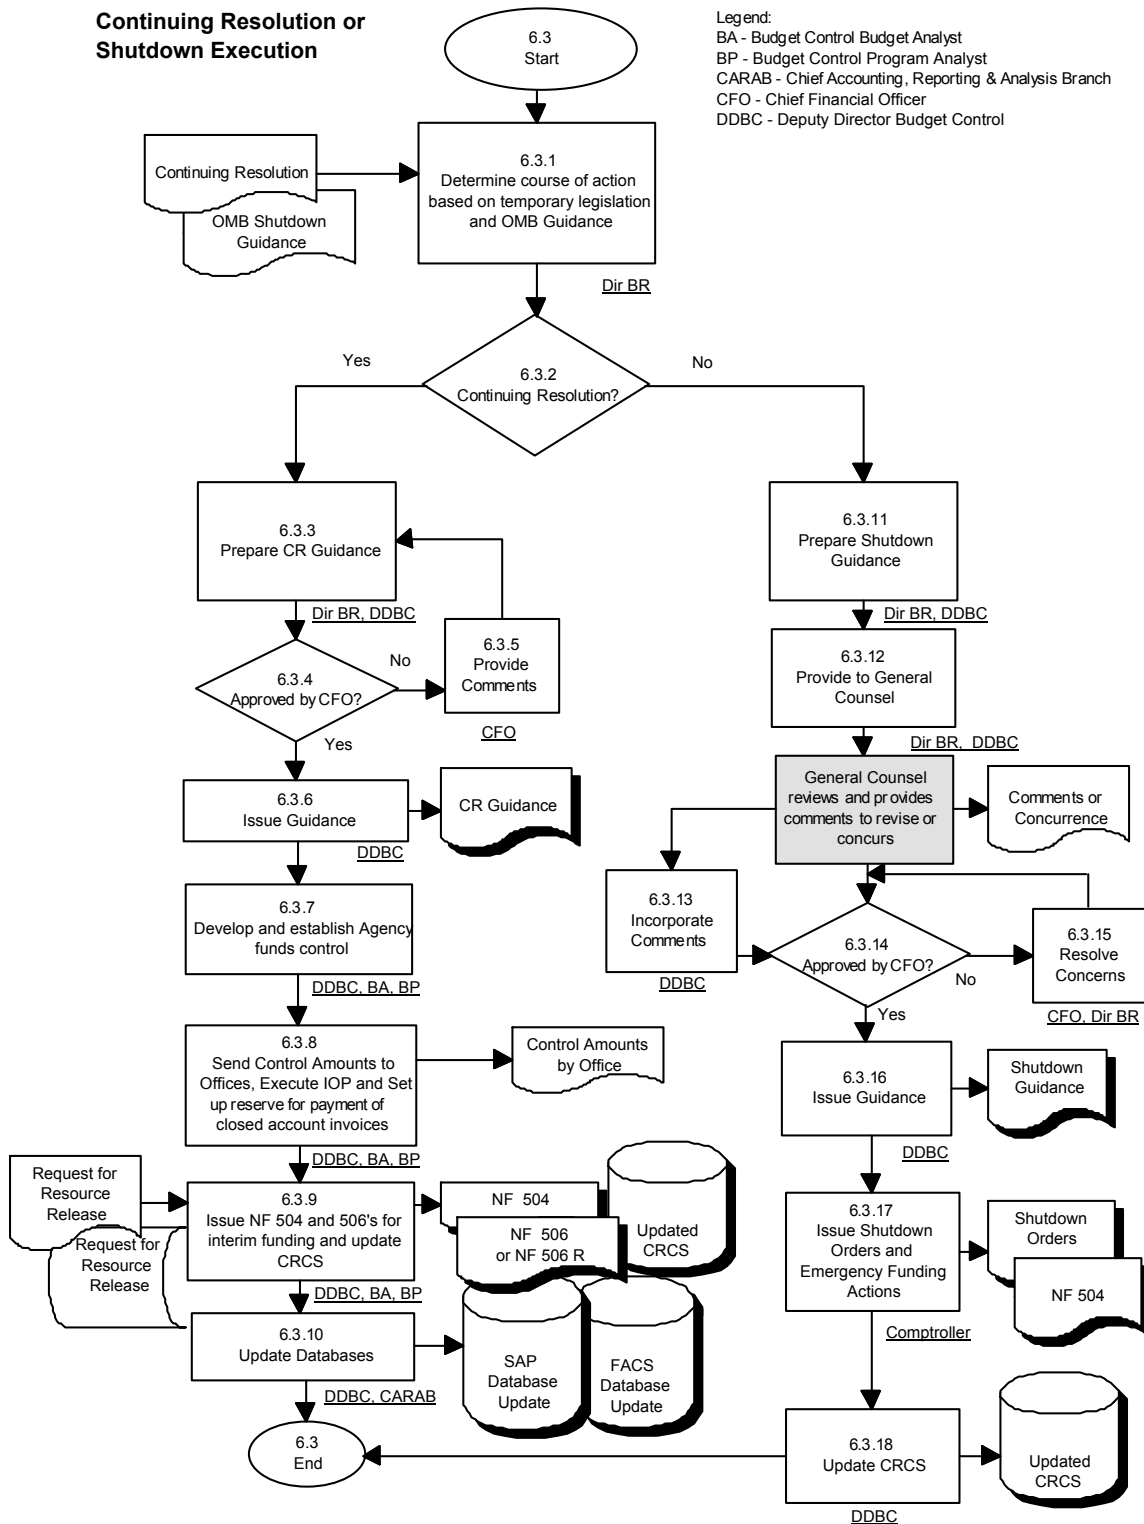 Continuing Resolution or
Shutdown Execution
6.3
Start
Legend:
BA - Budget Control Budget Analyst
BP - Budget Control Program Analyst
CARAB - Chief Accounting, Reporting & Analysis Branch
CFO - Chief Financial Officer
DDBC - Deputy Director Budget Control
Continuing Resolution
OMB Shutdown
Guidance
6.3.1
Determine course of action
based on temporary legislation
and OMB Guidance
Dir BR
Yes
6.3.2
Continuing Resolution?
No
6.3.3
Prepare CR Guidance
Dir BR, DDBC
6.3.4
Approved by CFO?
No
6.3.5
Provide
Comments
CFO
Yes
6.3.6
Issue Guidance
DDBC
CR Guidance
6.3.7
Develop and establish Agency
funds control
DDBC, BA, BP
6.3.8
Send Control Amounts to
Offices, Execute IOP and Set
up reserve for payment of
closed account invoices
DDBC, BA, BP
Control Amounts
by Office
Request for
Resource
Release
Request for
Resource
Release
6.3.9
Issue NF 504 and 506's for
interim funding and update
CRCS
DDBC, BA, BP
NF 504
NF 506
or NF 506 R
Updated
CRCS
6.3.10
Update Databases
DDBC, CARAB
SAP
Database
Update
FACS
Database
Update
6.3
End
6.3.11
Prepare Shutdown
Guidance
Dir BR, DDBC
6.3.12
Provide to General
Counsel
Dir BR, DDBC
General Counsel
reviews and provides
comments to revise or
concurs
Comments or
Concurrence
6.3.13
Incorporate
Comments
DDBC
6.3.14
Approved by CFO?
No
6.3.15
Resolve
Concerns
CFO, Dir BR
Yes
6.3.16
Issue Guidance
DDBC
Shutdown
Guidance
6.3.17
Issue Shutdown
Orders and
Emergency Funding
Actions
Comptroller
Shutdown
Orders
NF 504
6.3.18
Update CRCS
DDBC
Updated
CRCS